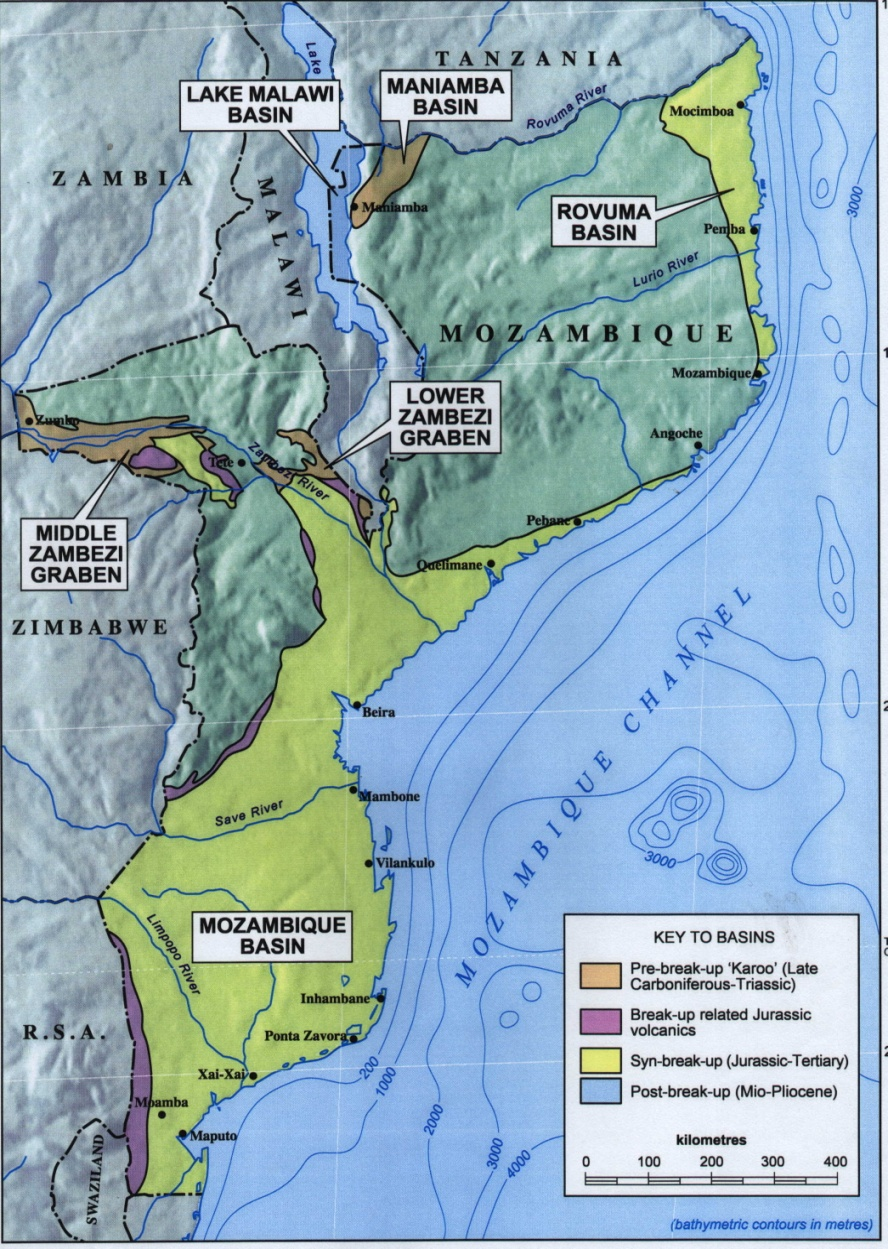 TANZANIA
Lake
LAKE MALAWI
BASIN
MANIAMBA
BASIN
Rovuma River
Mocimboa
ZAMBIA
MALAWI
Maniamba
3000
ROVUMA
BASIN
Pemba
Lurio River
MOZAMBIQUE
Mozambique
LOWER
ZAMBEZI
GRABEN
Zumbo
Angoche
Tete
Zambezi River
MIDDLE
ZAMBEZI
GRABEN
Pebane
Quelimane
ZIMBABWE
Beira
MOZAMBIQUE CHANNEL
Mambone
Save River
3000
Vilankulo
Limpopo River
MOZAMBIQUE
BASIN
KEY TO BASINS
Pre-break-up 'Karoo' (Late
Carboniferous-Triassic)
Break-up related Jurassic
volcanics
Syn-break-up (Jurassic-Tertiary)
Post-break-up (Mio-Pliocene)
kilometres
0 100 200 300 400
Inhambane
R.S.A.
Ponta Zavora
200
1000
Xai-Xai
2000
Moamba
Maputo
3000
4000
SWAZILAND
(bathymetric contours in metres)